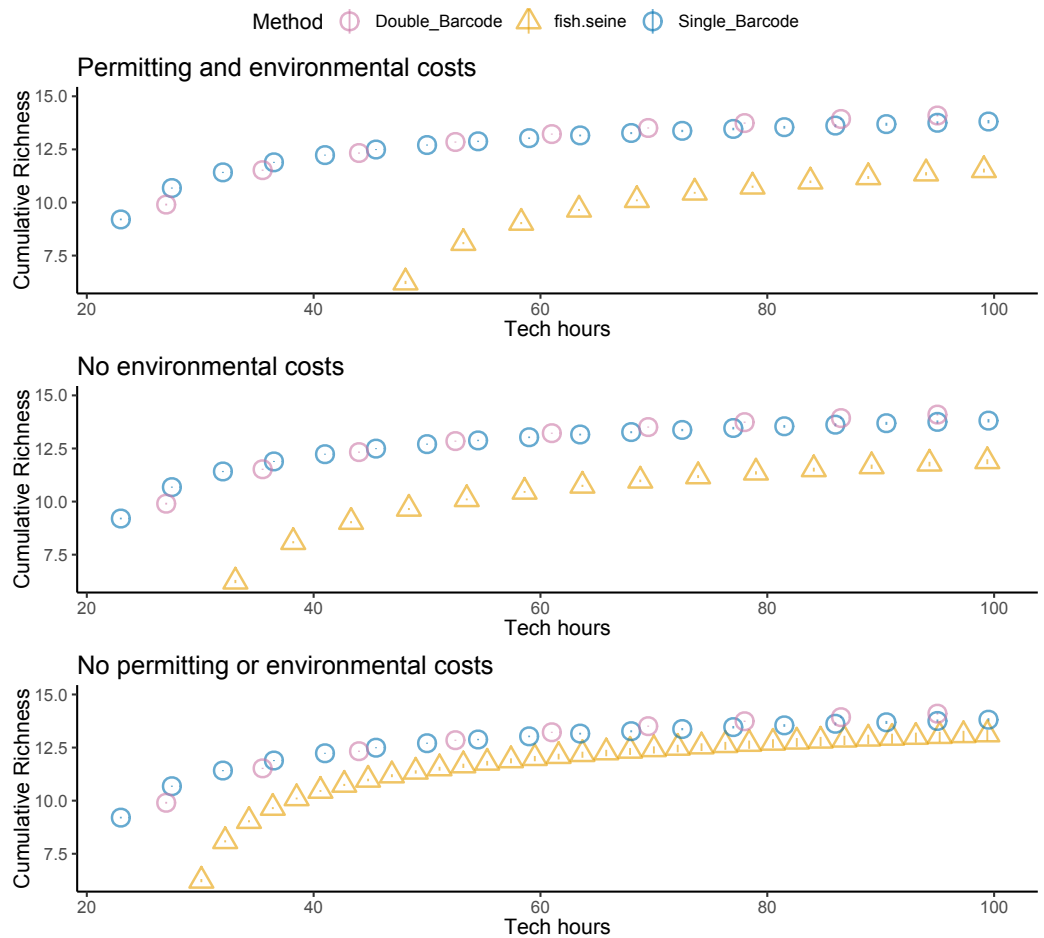 Method Double_Barcode fish.seine Single_Barcode
Permitting and environmental costs
Cumulative Richness
15.0
12.5
10.0
7.5
20 40 60 80 100
Tech hours
No environmental costs
Cumulative Richness
15.0
12.5
10.0
7.5
20 40 60 80 100
Tech hours
No permitting or environmental costs
Cumulative Richness
15.0
12.5
10.0
7.5
20 40 60 80 100
Tech hours